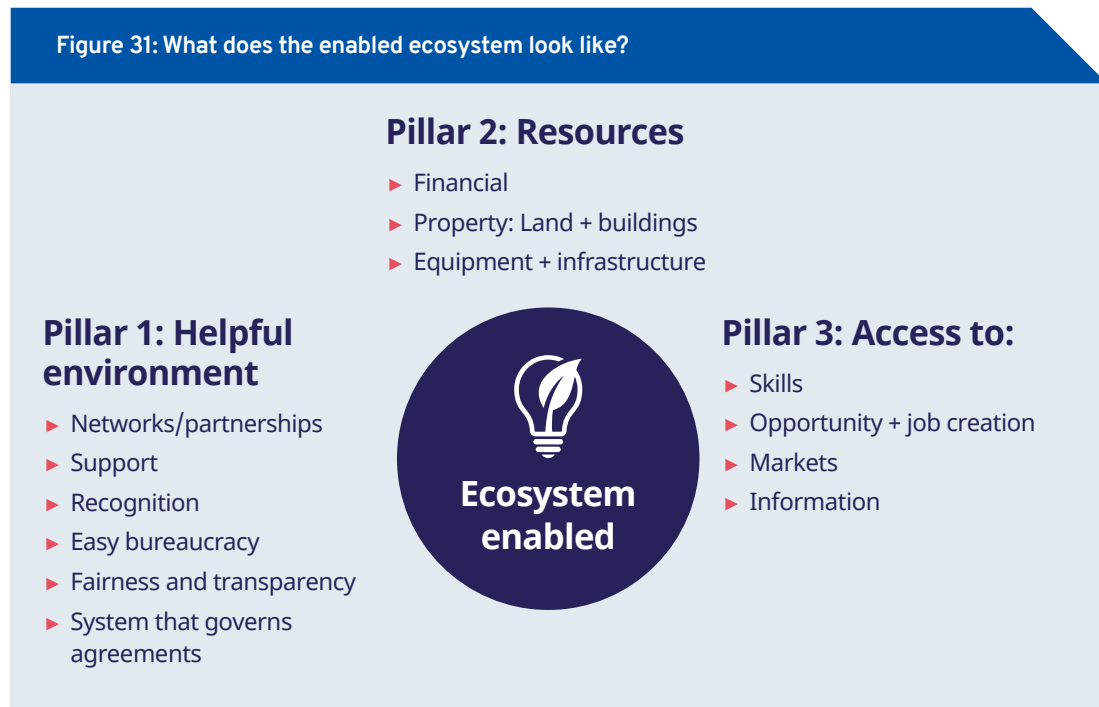 Figure 31: What does the enabled ecosystem look like?
Pillar 2: Resources
► Financial
► Property: Land + buildings
► Equipment + infrastructure
Pillar 1: Helpful
environment
► Networks/partnerships
► Support
► Recognition
► Easy bureaucracy
► Fairness and transparency
► System that governs
agreements
Ecosystem
enabled
Pillar 3: Access to:
► Skills
► Opportunity + job creation
► Markets
► Information